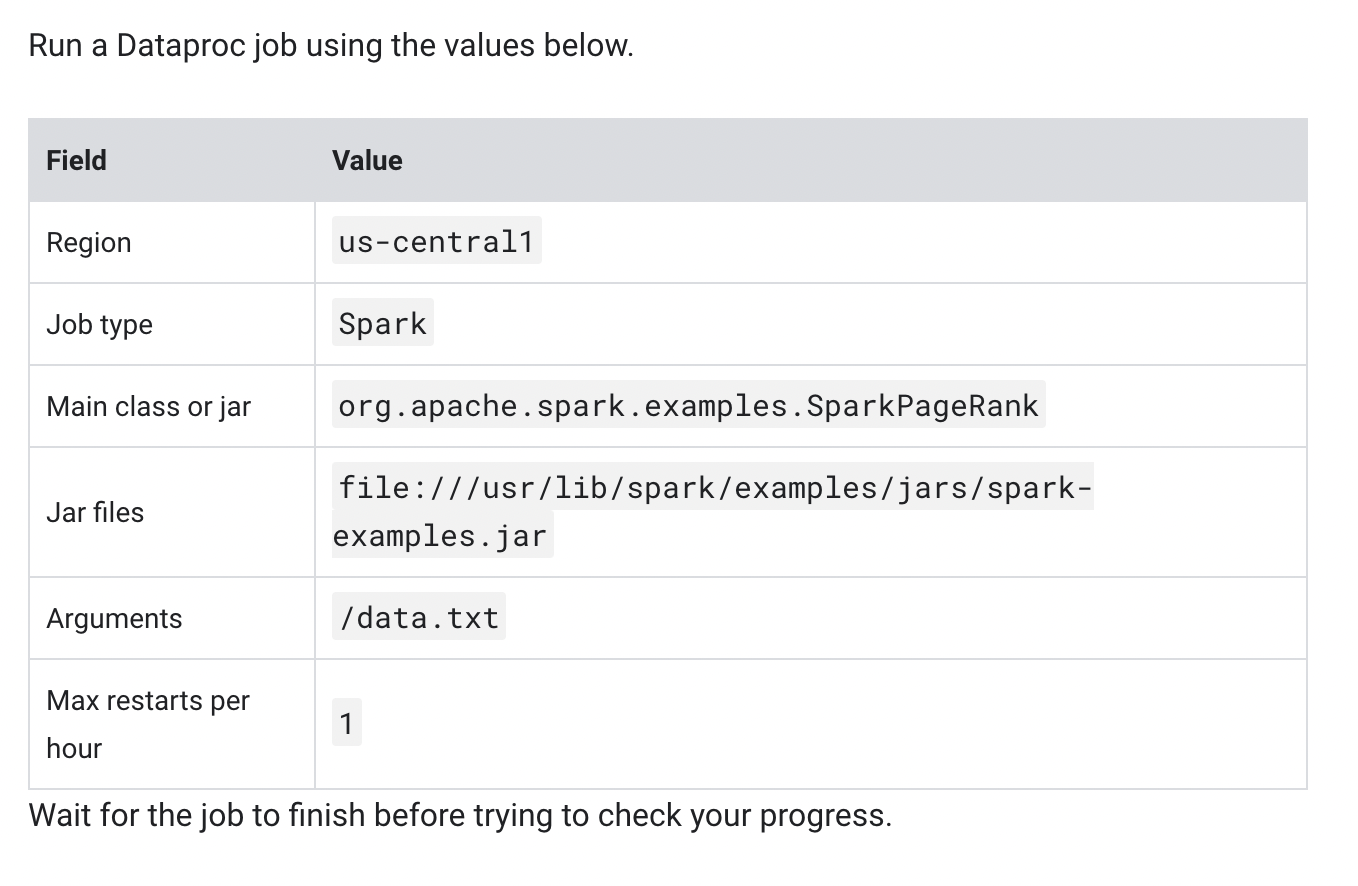 Run a Dataproc job using the values below.
Field Value
Region us-central1
Job type Spark
Main class or jar org.apache.spark.examples.SparkPageRank
Jar files file:///usr/lib/spark/examples/jars/spark-
examples.jar
Arguments /data.txt
Max restarts per
hour 1
Wait for the job to finish before trying to check your progress.